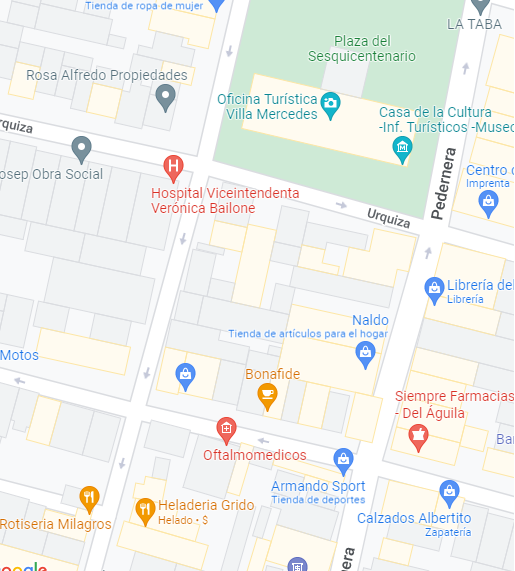 Tienda de ropa de mujer
LA TABA
Plaza del
Sesquicentenario
Rosa Alfredo Propiedades
Oficina Turística
Villa Mercedes
Casa de la Cultura
-Inf. Turísticos -Museo
rquiza
osep Obra Social
Centro d
Imprenta
Hospital Viceintendenta
Verónica Bailone
Pedernera
Urquiza
Librería del
Librería
Naldo
Tienda de artículos para el hogar
Motos
Bonafide
Siempre Farmacias
- Del Águila
Ba
Oftalmomedicos
Armando Sport
Tienda de deportes
Calzados Albertito
Zapatería
Heladeria Grido
Helado • $
Rotiseria Milagros
nera
oogle